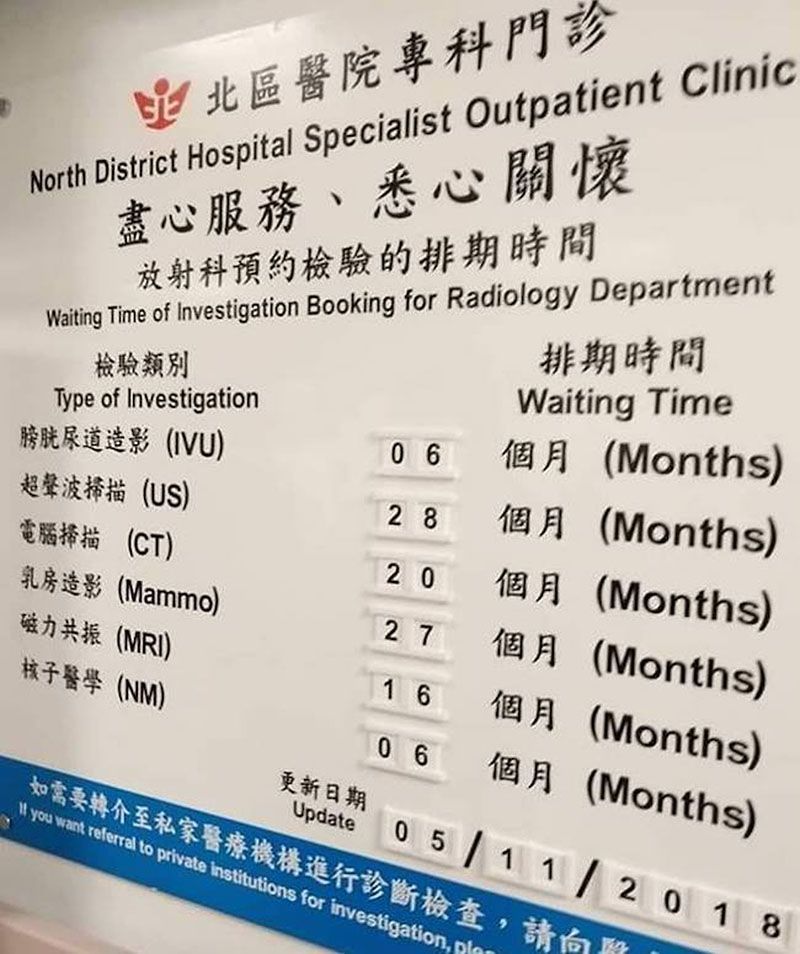 北區醫院專科門診
North District Hospital Specialist Outpatient Clinic
盡心服務、悉心關懷
放射科預約檢驗的排期時間
Waiting Time of Investigation Booking for Radiology Department
檢驗類別 排期時間
Type of Investigation Waiting Time
膀胱尿道造影 (IVU) 06 個月 (Months)
超聲波掃描 (US) 28 個月 (Months)
電腦掃描 (CT) 20 個月 (Months)
乳房造影 (Mammo) 27 個月 (Months)
磁力共振 (MRI) 16 個月 (Months)
核子醫學 (NM) 06 個月 (Months)
更新日期
Update 05/11/2018
如需要轉介至私家醫療機構進行診斷檢查，請向醫
If you want referral to private institutions for investigation,